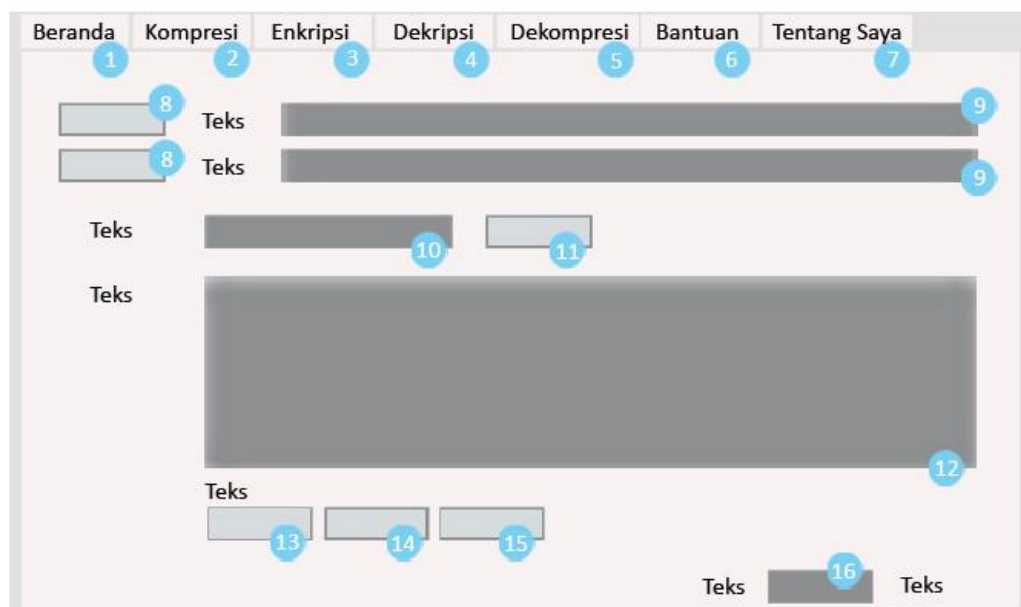 Beranda Kompresi Enkripsi Dekripsi Dekompresi Bantuan Tentang Saya
1 2 3 4 5 6 7
8 Teks 9
8 Teks 9
Teks 10 11
Teks
12
Teks
13 14 15
Teks 16 Teks